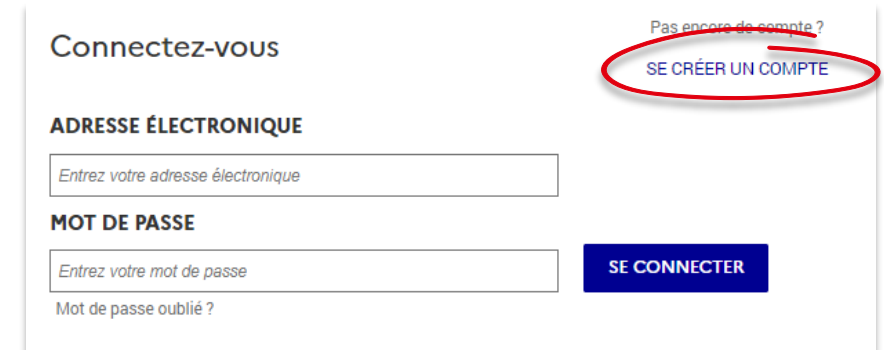 Pas encore de compte ?
Connectez-vous
SE CRÉER UN COMPTE
ADRESSE ÉLECTRONIQUE
Entrez votre adresse électronique
MOT DE PASSE
Entrez votre mot de passe
SE CONNECTER
Mot de passe oublié ?